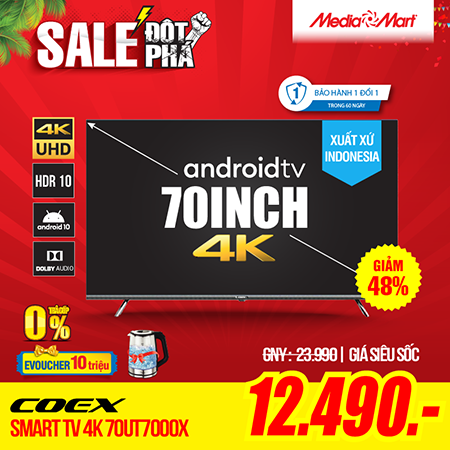 SALE ĐỘT PHÁ
MediaMart
1
BẢO HÀNH 1 ĐỔI 1
TRONG 60 NGÀY
4K
UHD
HDR 10
android 10
DOLBY AUDIO
XUẤT XỨ
INDONESIA
androidtv
70INCH
4K
GIẢM
48%
TRẢ GÓP
0%
EVOUCHER 10 triệu
GNY : 23.990 | GIÁ SIÊU SỐC
COEX
SMART TV 4K 70UT7000X
12.490.-